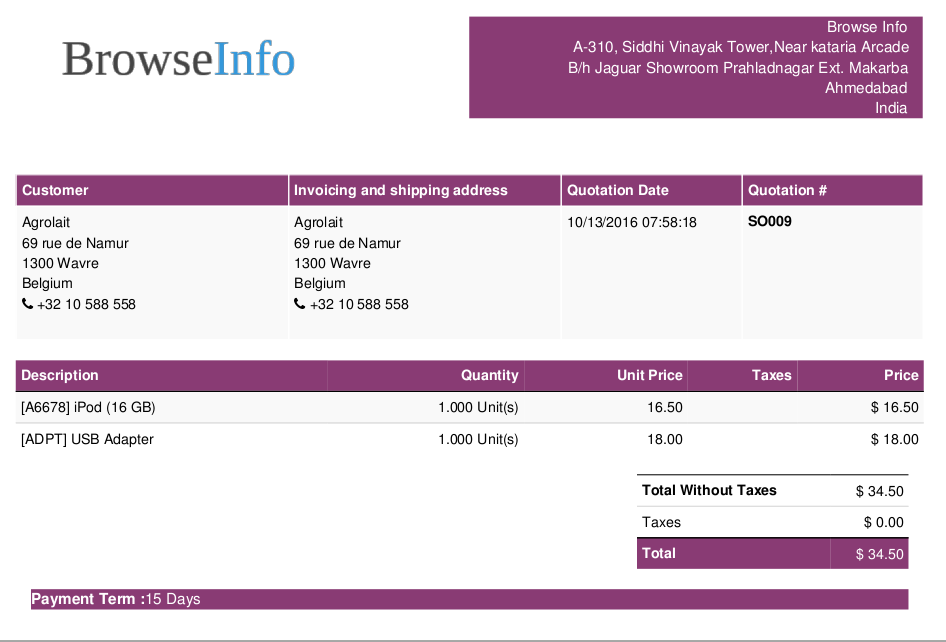 BrowseInfo
Browse Info
A-310, Siddhi Vinayak Tower,Near kataria Arcade
B/h Jaguar Showroom Prahladnagar Ext. Makarba
Ahmedabad
India
Customer Invoicing and shipping address Quotation Date Quotation #
Agrolait Agrolait 10/13/2016 07:58:18 SO009
69 rue de Namur 69 rue de Namur
1300 Wavre 1300 Wavre
Belgium Belgium
+32 10 588 558 +32 10 588 558
Description Quantity Unit Price Taxes Price
[A6678] iPod (16 GB) 1.000 Unit(s) 16.50 $ 16.50
[ADPT] USB Adapter 1.000 Unit(s) 18.00 $ 18.00
Total Without Taxes $ 34.50
Taxes $ 0.00
Total $ 34.50
Payment Term :15 Days